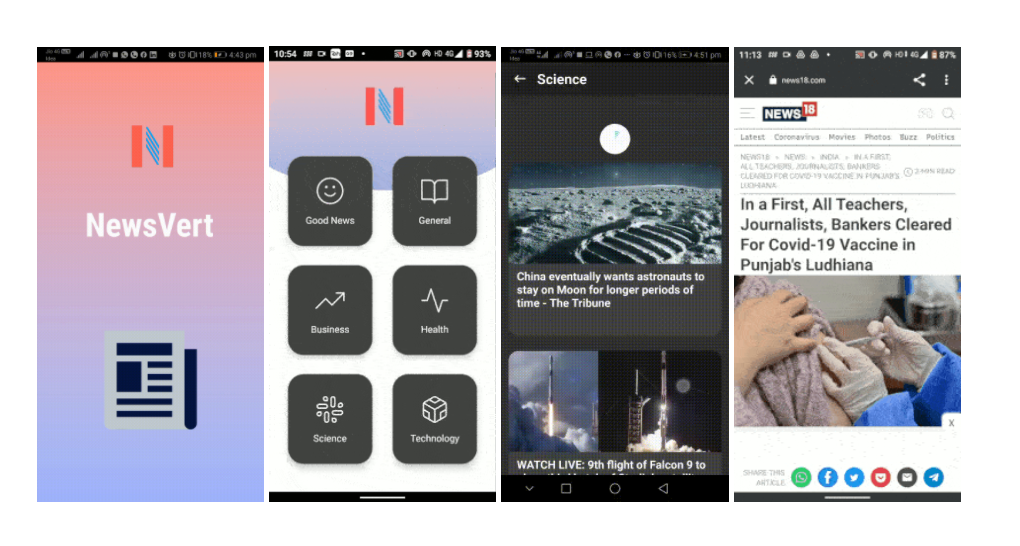 18% 4:43 pm
NewsVert
10:54 HD 4G 93%
Good News
General
Business
Health
Science
Technology
16% 4:51 pm
← Science
China eventually wants astronauts to
stay on Moon for longer periods of
time - The Tribune
WATCH LIVE: 9th flight of Falcon 9 to
11:13 HD 4G 87%
news18.com
NEWS 18
Latest Coronavirus Movies Photos Buzz Politics
NEWS18 » NEWS » INDIA » IN A FIRST,
ALL TEACHERS, JOURNALISTS, BANKERS
CLEARED FOR COVID-19 VACCINE IN PUNJAB'S
LUDHIANA
MIN READ
In a First, All Teachers,
Journalists, Bankers Cleared
For Covid-19 Vaccine in
Punjab's Ludhiana
X
SHARE THIS
ARTICLE